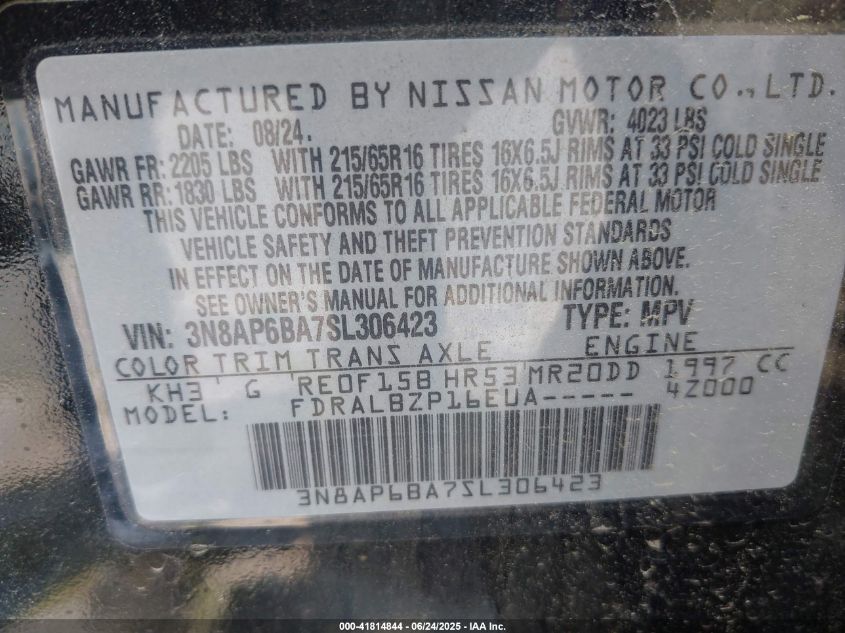 MANUFACTURED BY NISSAN MOTOR CO., LTD.
DATE: 08/24. GVWR: 4023 LBS
GAWR FR: 2205 LBS WITH 215/65R16 TIRES 16X6.5J RIMS AT 33 PSI COLD SINGLE
GAWR RR: 1830 LBS WITH 215/65R16 TIRES 16X6.5J RIMS AT 33 PSI COLD SINGLE
THIS VEHICLE CONFORMS TO ALL APPLICABLE FEDERAL MOTOR
VEHICLE SAFETY AND THEFT PREVENTION STANDARDS
IN EFFECT ON THE DATE OF MANUFACTURE SHOWN ABOVE.
SEE OWNER'S MANUAL FOR ADDITIONAL INFORMATION.
VIN: 3N8AP6BA7SL306423 TYPE: MPV
COLOR TRIM TRANS AXLE ENGINE
KH3 G RE0F15B HR53 MR20DD 1997 CC
MODEL: FDRALBZP16EUA----- 4Z000
3N8AP6BA7SL306423
000-41814844 - 06/24/2025 - IAA Inc.